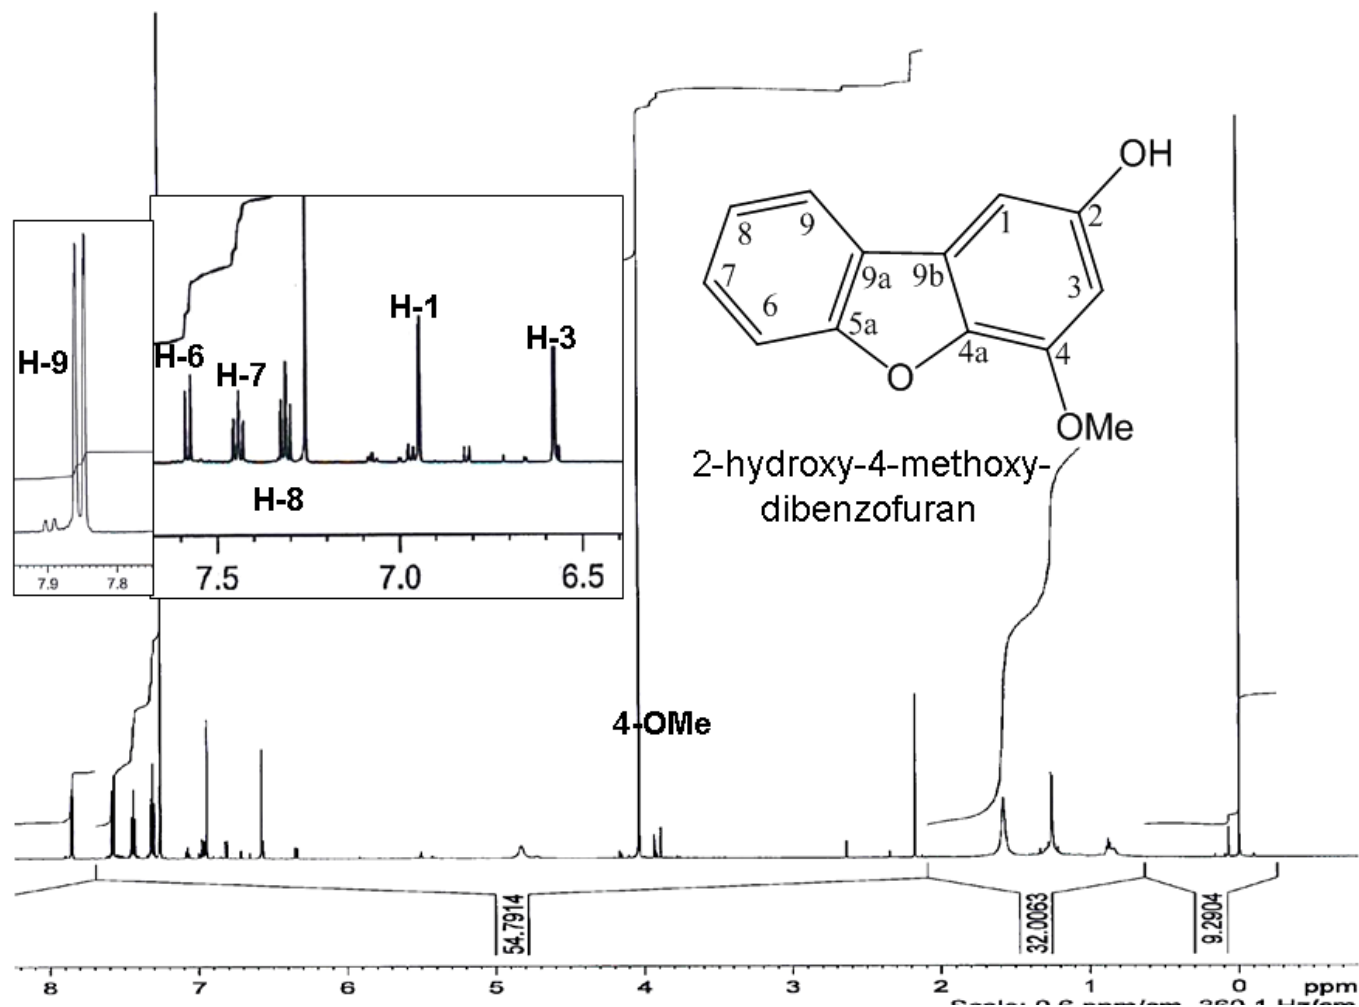 OH
1
2
3
4
4a
9b
9a
5a
9
8
7
6
O
OMe
2-hydroxy-4-methoxy-
dibenzofuran
H-9
H-6
H-7
H-8
H-1
H-3
7.9 7.8
7.5 7.0 6.5
4-OMe
54.7914
32.0063
9.2904
8 7 6 5 4 3 2 1 0 ppm